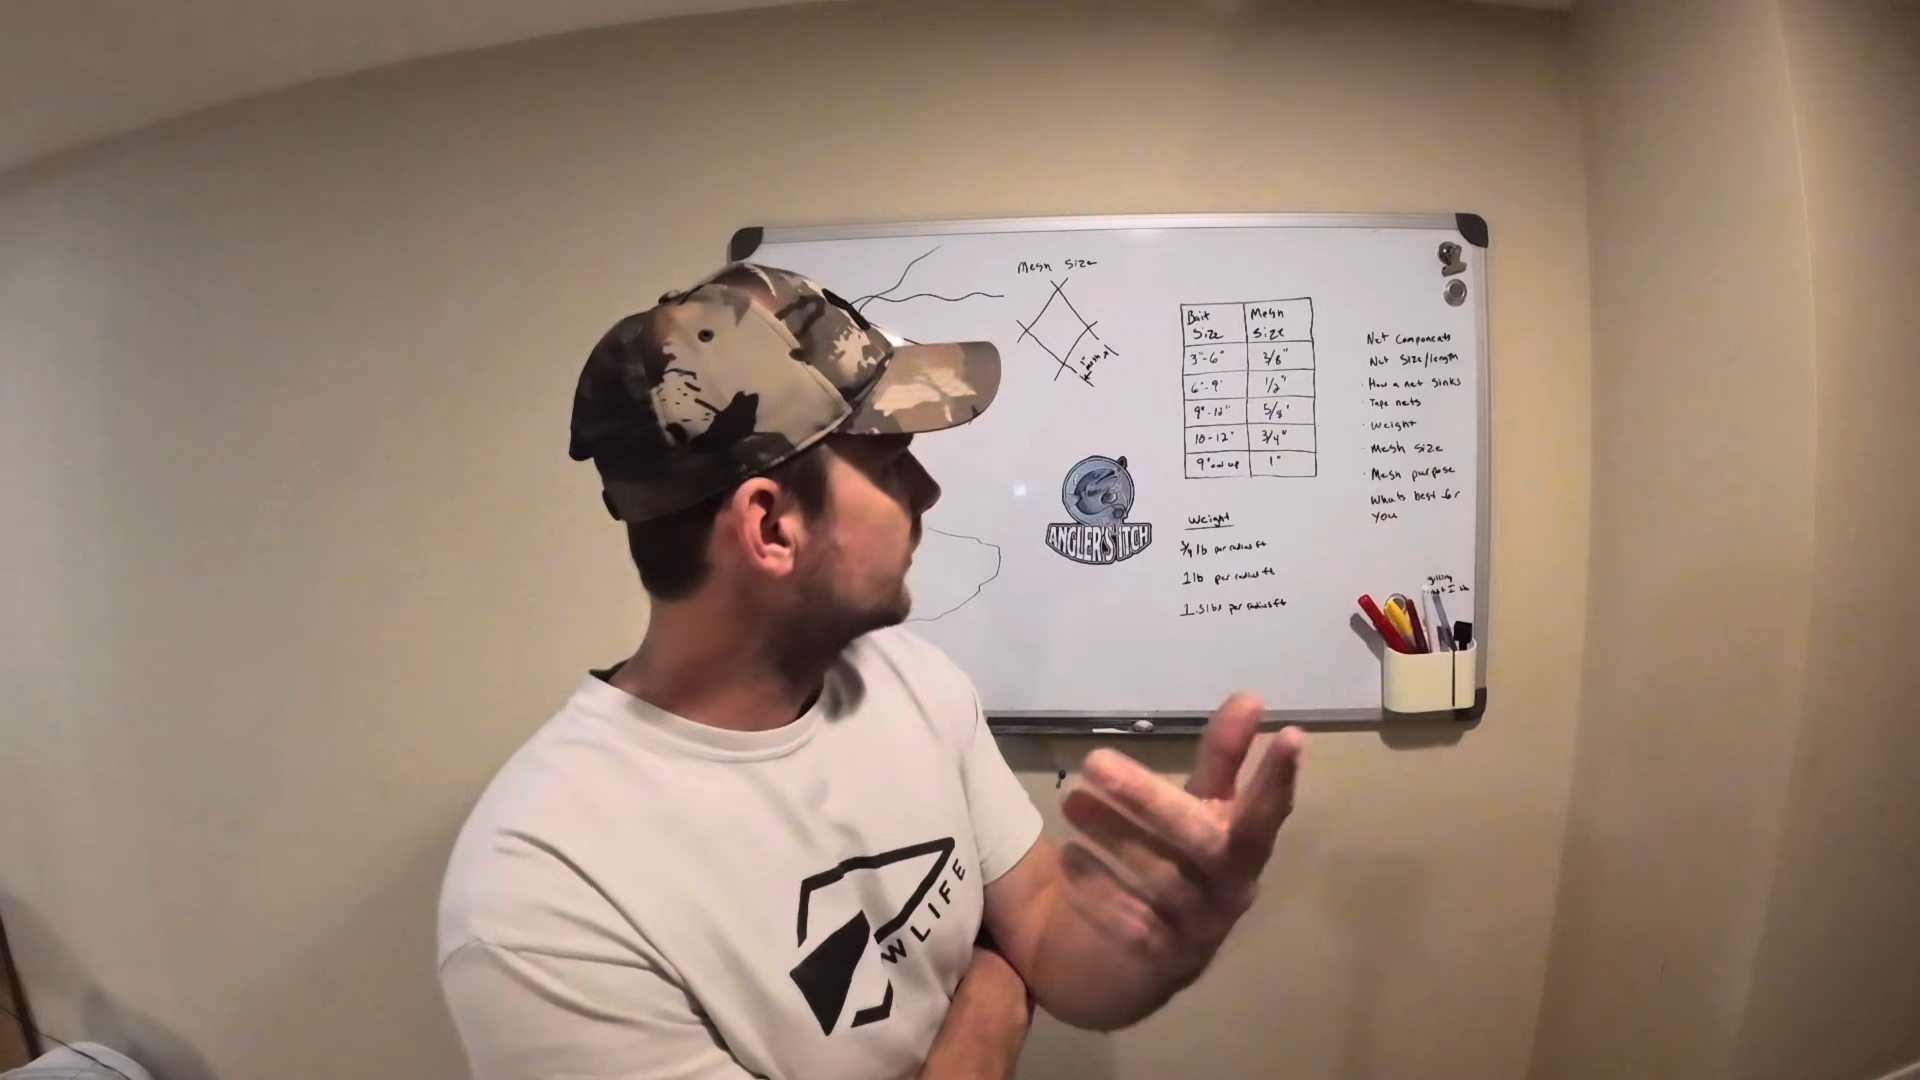 Mesh Size
1"
mesh
Bait Size | Mesh Size
3"-6" | 3/8"
6"-9" | 1/2"
9"-12" | 5/8"
10-12" | 3/4"
9" and up | 1"
Weight
3/4 lb per radius ft
1 lb per radius ft
1.5 lbs per radius ft
Net Components
Net Size/length
· How a net sinks
· Tape nets
· Weight
· Mesh Size
· Mesh purpose
Whats best for
you
gilling
ANGLER'S ITCH
WLIFE